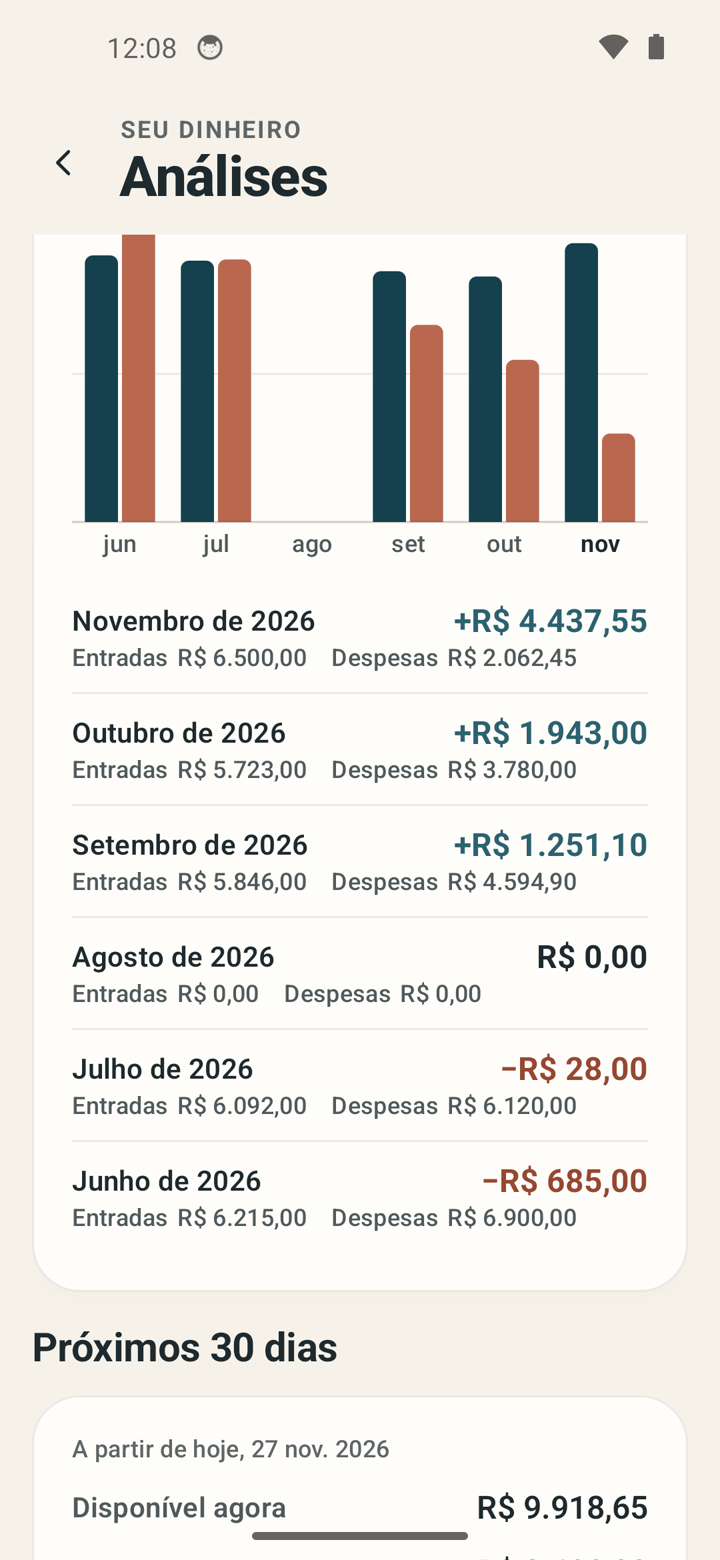 12:08
SEU DINHEIRO
Análises
jun jul ago set out nov
Novembro de 2026 +R$ 4.437,55
Entradas R$ 6.500,00 Despesas R$ 2.062,45
Outubro de 2026 +R$ 1.943,00
Entradas R$ 5.723,00 Despesas R$ 3.780,00
Setembro de 2026 +R$ 1.251,10
Entradas R$ 5.846,00 Despesas R$ 4.594,90
Agosto de 2026 R$ 0,00
Entradas R$ 0,00 Despesas R$ 0,00
Julho de 2026 −R$ 28,00
Entradas R$ 6.092,00 Despesas R$ 6.120,00
Junho de 2026 −R$ 685,00
Entradas R$ 6.215,00 Despesas R$ 6.900,00
Próximos 30 dias
A partir de hoje, 27 nov. 2026
Disponível agora R$ 9.918,65